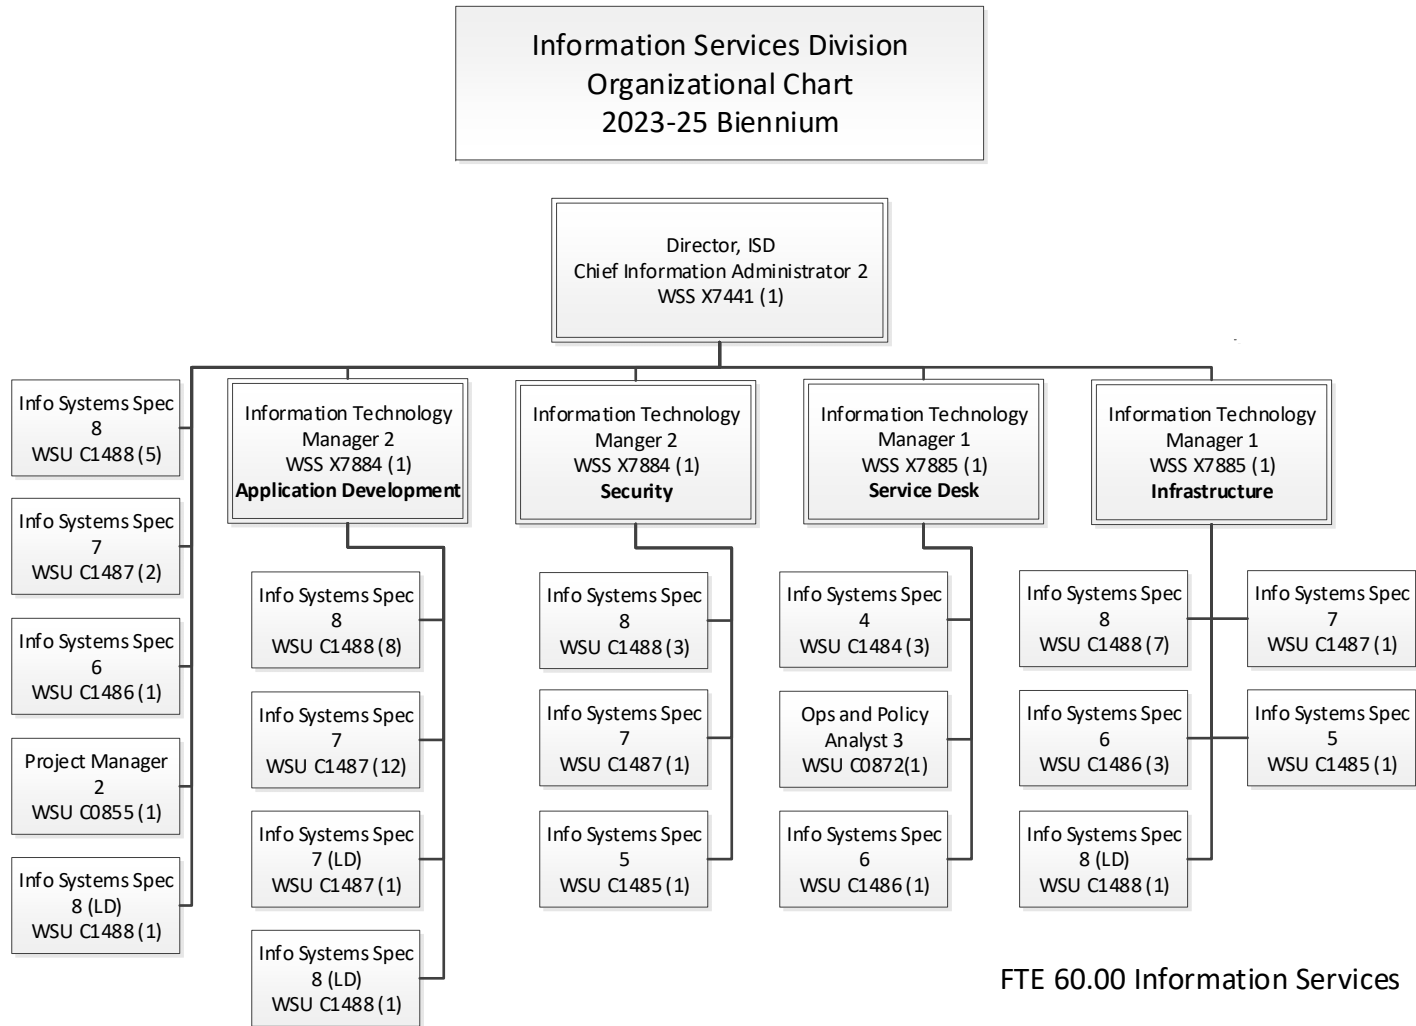 Information Services Division
Organizational Chart
2023-25 Biennium
Director, ISD
Chief Information Administrator 2
WSS X7441 (1)
Info Systems Spec
8
WSU C1488 (5)
Info Systems Spec
7
WSU C1487 (2)
Info Systems Spec
6
WSU C1486 (1)
Project Manager
2
WSU C0855 (1)
Info Systems Spec
8 (LD)
WSU C1488 (1)
Information Technology
Manager 2
WSS X7884 (1)
Application Development
Info Systems Spec
8
WSU C1488 (8)
Info Systems Spec
7
WSU C1487 (12)
Info Systems Spec
7 (LD)
WSU C1487 (1)
Info Systems Spec
8 (LD)
WSU C1488 (1)
Information Technology
Manger 2
WSS X7884 (1)
Security
Info Systems Spec
8
WSU C1488 (3)
Info Systems Spec
7
WSU C1487 (1)
Info Systems Spec
5
WSU C1485 (1)
Information Technology
Manager 1
WSS X7885 (1)
Service Desk
Info Systems Spec
4
WSU C1484 (3)
Ops and Policy
Analyst 3
WSU C0872(1)
Info Systems Spec
6
WSU C1486 (1)
Information Technology
Manager 1
WSS X7885 (1)
Infrastructure
Info Systems Spec
8
WSU C1488 (7)
Info Systems Spec
7
WSU C1487 (1)
Info Systems Spec
6
WSU C1486 (3)
Info Systems Spec
5
WSU C1485 (1)
Info Systems Spec
8 (LD)
WSU C1488 (1)
FTE 60.00 Information Services